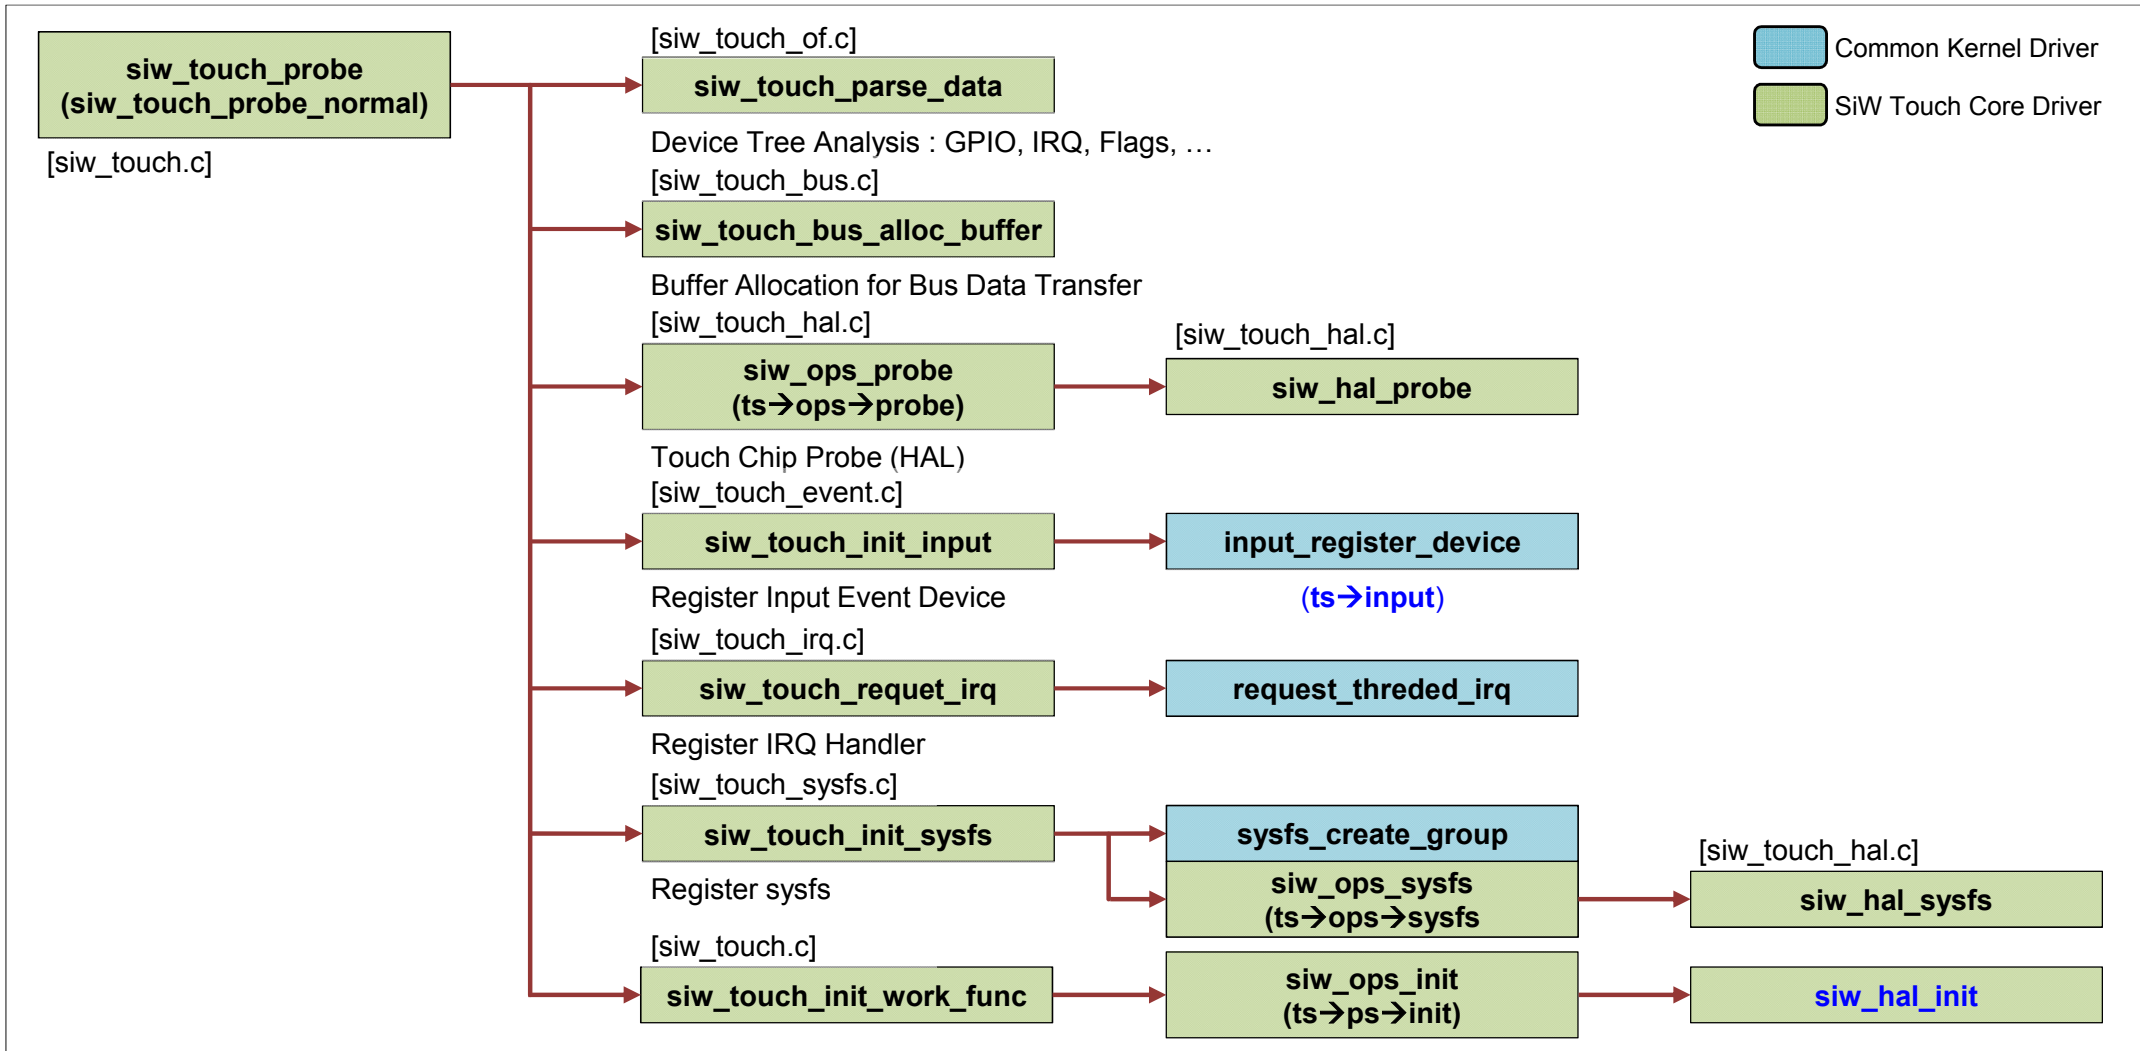 siw_touch_probe
(siw_touch_probe_normal)
[siw_touch.c]
[siw_touch_of.c]
siw_touch_parse_data
Device Tree Analysis : GPIO, IRQ, Flags, …
[siw_touch_bus.c]
siw_touch_bus_alloc_buffer
Buffer Allocation for Bus Data Transfer
[siw_touch_hal.c]
siw_ops_probe
(ts→ops→probe)
[siw_touch_hal.c]
siw_hal_probe
Touch Chip Probe (HAL)
[siw_touch_event.c]
siw_touch_init_input
input_register_device
Register Input Event Device
(ts→input)
[siw_touch_irq.c]
siw_touch_requet_irq
request_threded_irq
Register IRQ Handler
[siw_touch_sysfs.c]
siw_touch_init_sysfs
sysfs_create_group
Register sysfs
siw_ops_sysfs
(ts→ops→sysfs
[siw_touch_hal.c]
siw_hal_sysfs
[siw_touch.c]
siw_touch_init_work_func
siw_ops_init
(ts→ps→init)
siw_hal_init
Common Kernel Driver
SiW Touch Core Driver